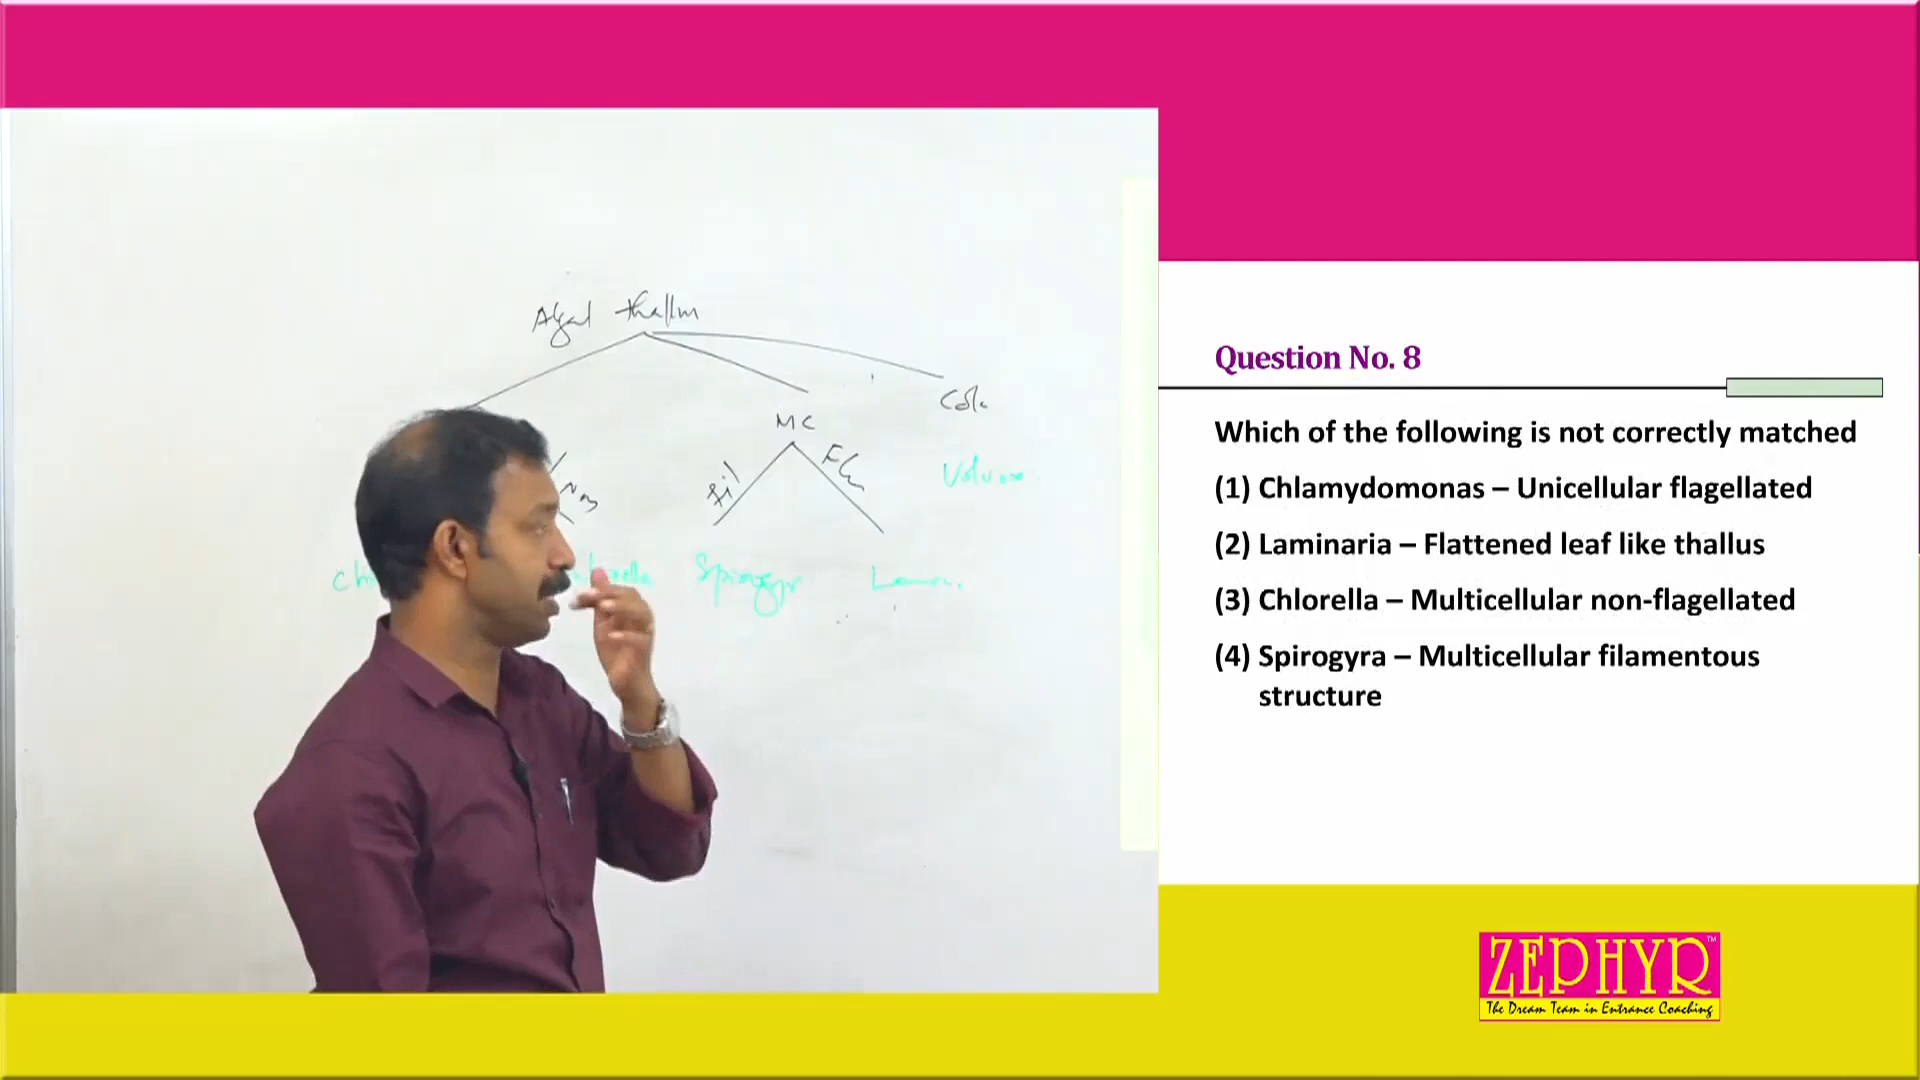 Algal thallus
MC
Volvox
Spirogyr
Question No. 8
Which of the following is not correctly matched
(1) Chlamydomonas – Unicellular flagellated
(2) Laminaria – Flattened leaf like thallus
(3) Chlorella – Multicellular non-flagellated
(4) Spirogyra – Multicellular filamentous
structure
ZEPHYR™
The Dream Team in Entrance Coaching